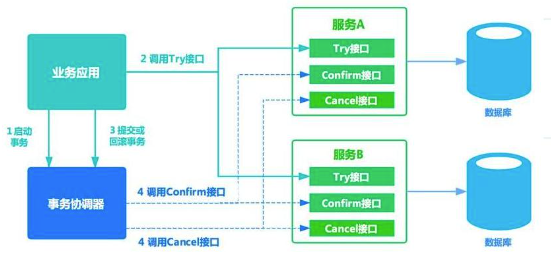 服务A
业务应用
2 调用Try接口
Try接口
Confirm接口
Cancel接口
数据库
1 启动
事务
3 提交或
回滚事务
服务B
事务协调器
4 调用Confirm接口
4 调用Cancel接口
Try接口
Confirm接口
Cancel接口
数据库